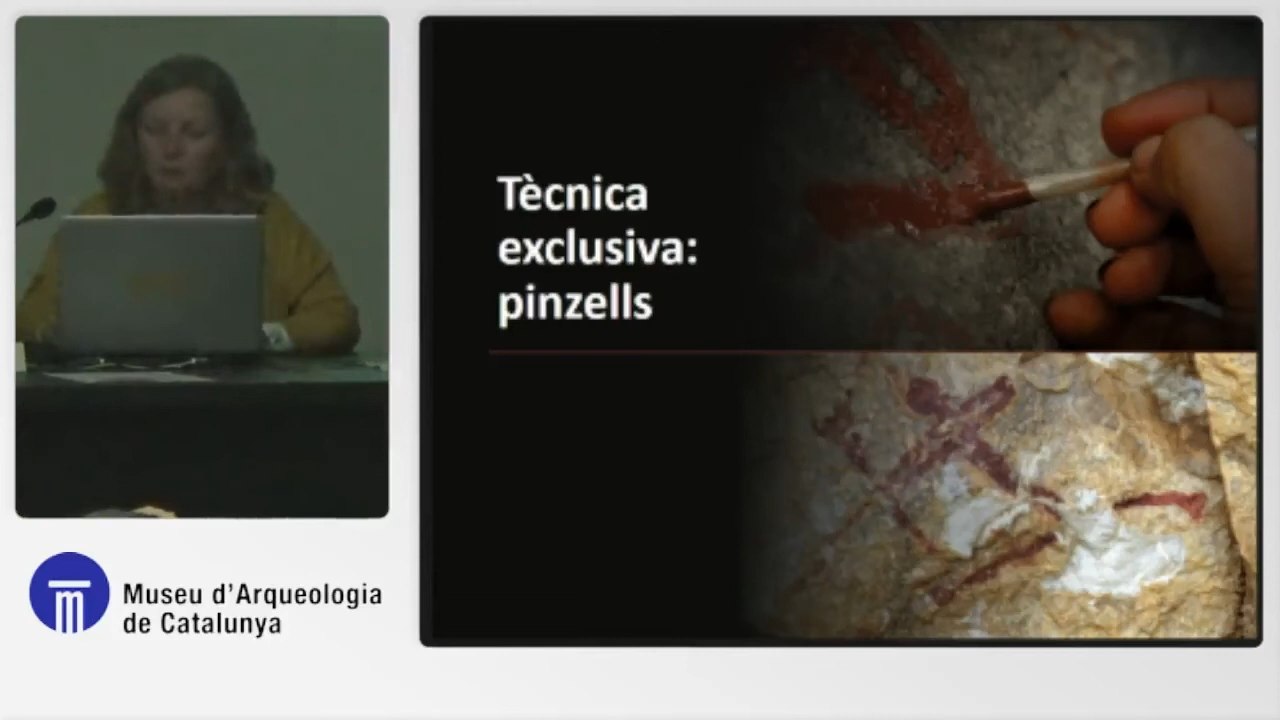 Tècnica
exclusiva:
pinzells
Museu d'Arqueologia
de Catalunya